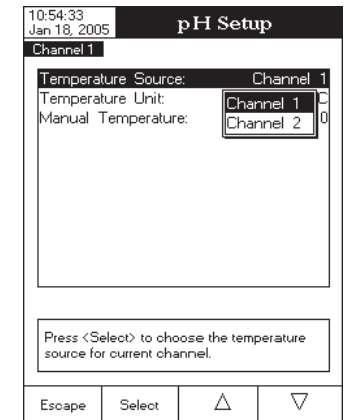 10:54:33
Jan 18, 2005
pH Setup
Channel 1
Temperature Source: Channel 1
Temperature Unit: C
Channel 1
Manual Temperature: 0
Channel 2
Press <Select> to choose the temperature
source for current channel.
Escape Select △ ▽